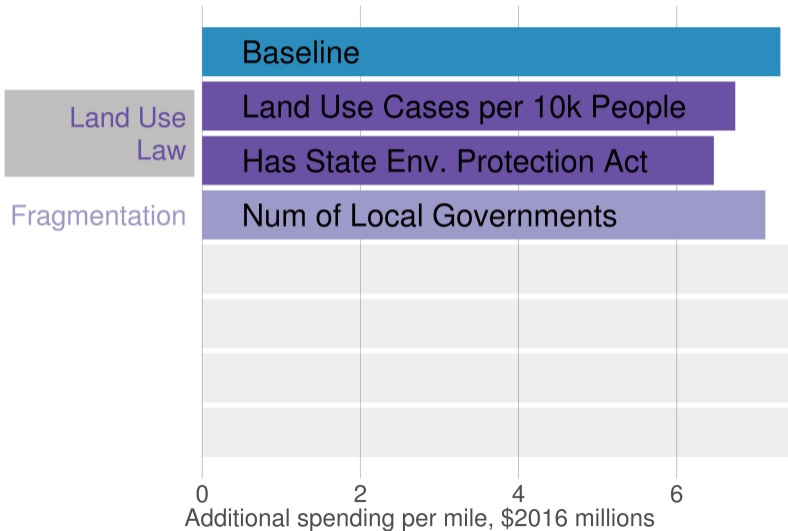 Baseline
Land Use Cases per 10k People
Land Use
Law
Has State Env. Protection Act
Fragmentation
Num of Local Governments
0 2 4 6
Additional spending per mile, $2016 millions